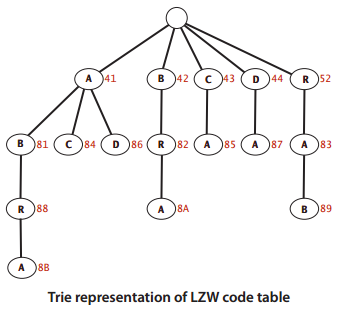 A 41 B 42 C 43 D 44 R 52
B 81 C 84 D 86 R 82 A 85 A 87 A 83
R 88 A 8A B 89
A 8B
Trie representation of LZW code table